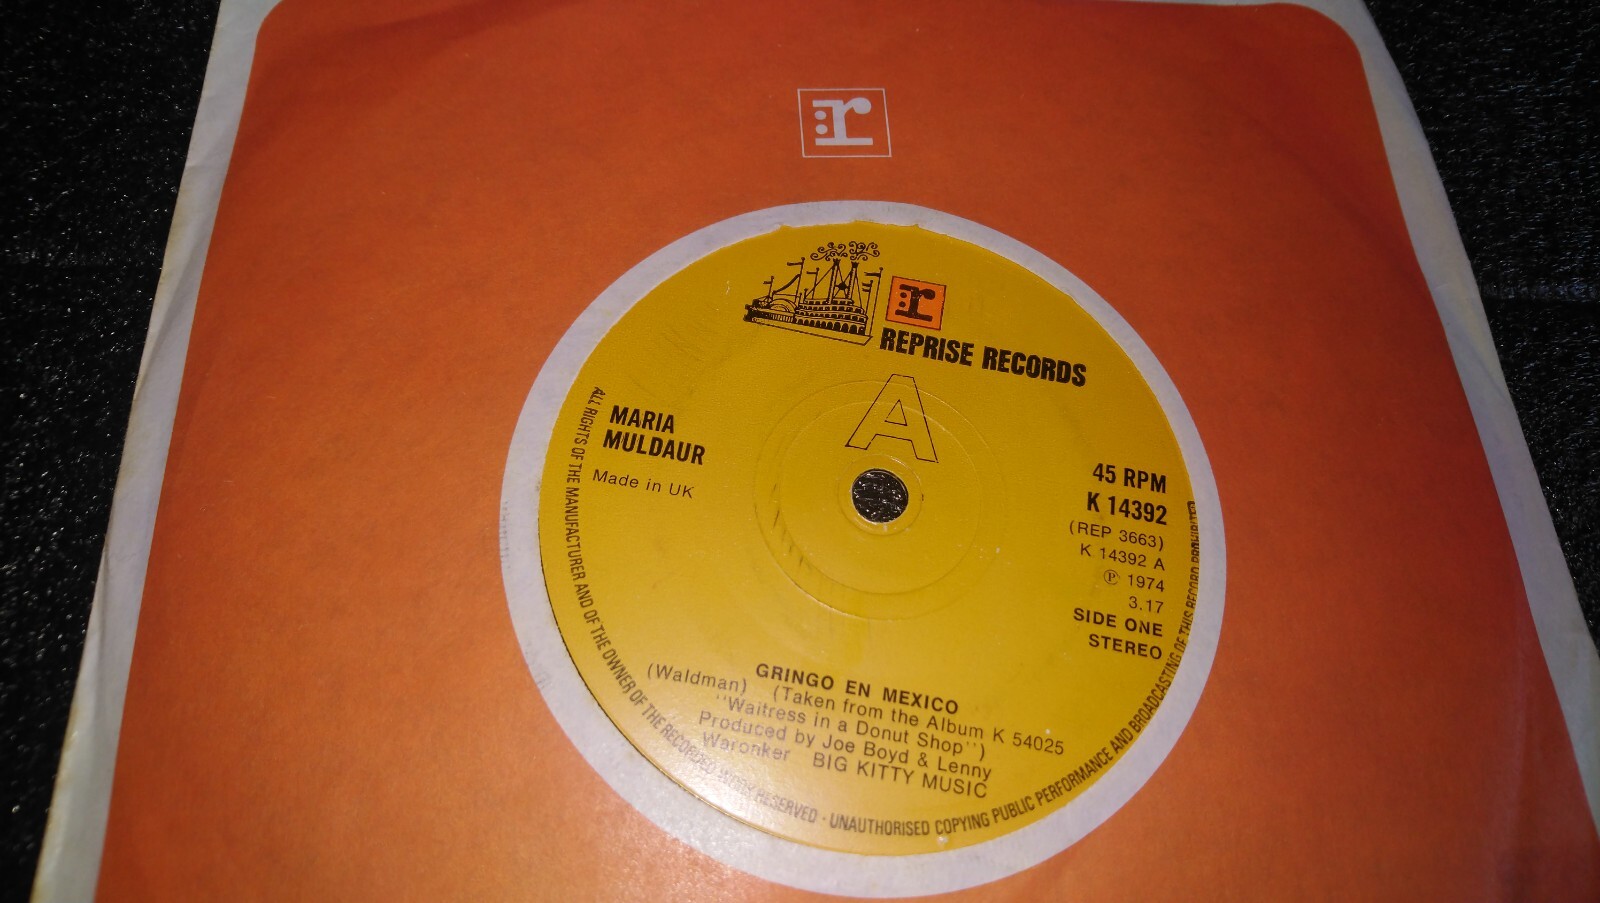 :r
:r
REPRISE RECORDS
A
MARIA
MULDAUR
Made in UK
45 RPM
K 14392
(REP 3663)
K 14392 A
℗ 1974
3.17
SIDE ONE
STEREO
GRINGO EN MEXICO
(Waldman) (Taken from the Album K 54025
"Waitress in a Donut Shop")
Produced by Joe Boyd & Lenny
Waronker BIG KITTY MUSIC
ALL RIGHTS OF THE MANUFACTURER AND OF THE OWNER OF THE RECORDED WORK RESERVED · UNAUTHORISED COPYING PUBLIC PERFORMANCE AND BROADCASTING OF THIS RECORD PROHIBITED